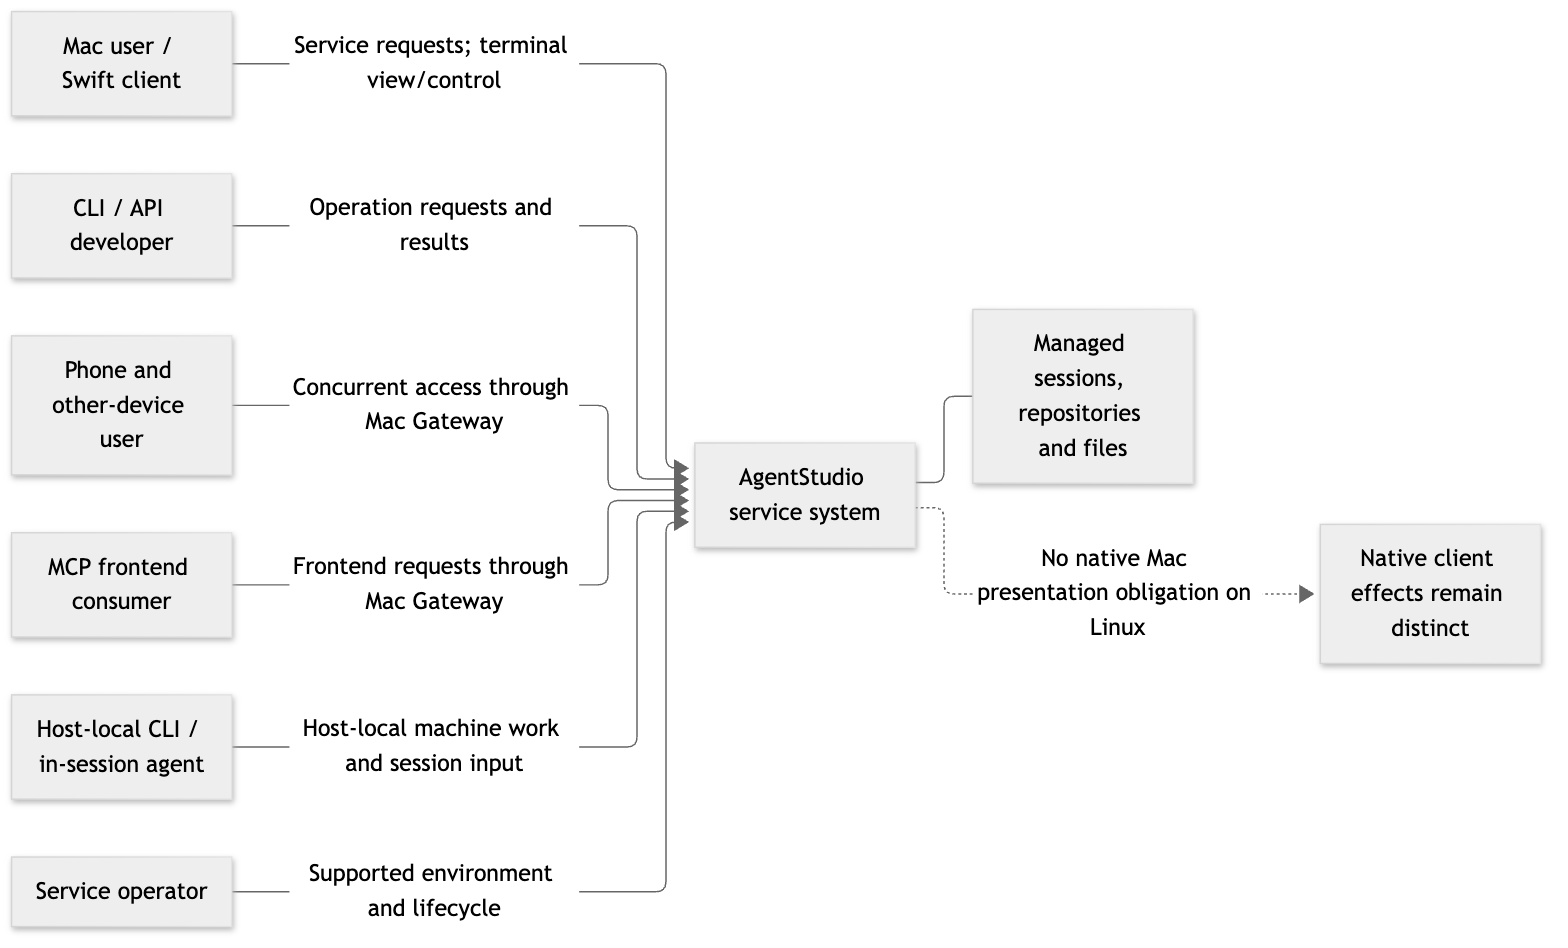 Mac user /
Swift client
Service requests; terminal
view/control
CLI / API
developer
Operation requests and
results
Phone and
other-device
user
Concurrent access through
Mac Gateway
MCP frontend
consumer
Frontend requests through
Mac Gateway
Host-local CLI /
in-session agent
Host-local machine work
and session input
Service operator
Supported environment
and lifecycle
AgentStudio
service system
Managed
sessions,
repositories
and files
No native Mac
presentation obligation on
Linux
Native client
effects remain
distinct